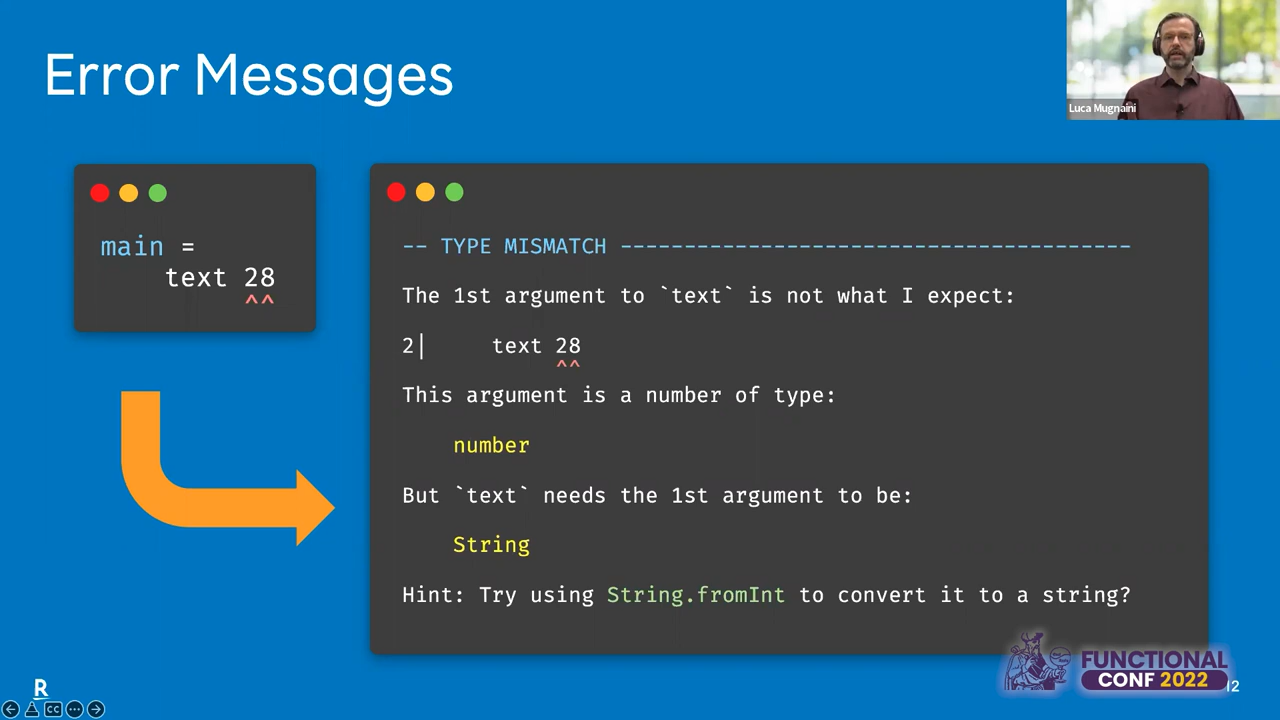 Error Messages
Luca Mugnaini
main =
    text 28
         ^^
-- TYPE MISMATCH ----------------------------------------
The 1st argument to `text` is not what I expect:
2|     text 28
            ^^
This argument is a number of type:
    number
But `text` needs the 1st argument to be:
    String
Hint: Try using String.fromInt to convert it to a string?
R
CC
FUNCTIONAL
CONF 2022
12